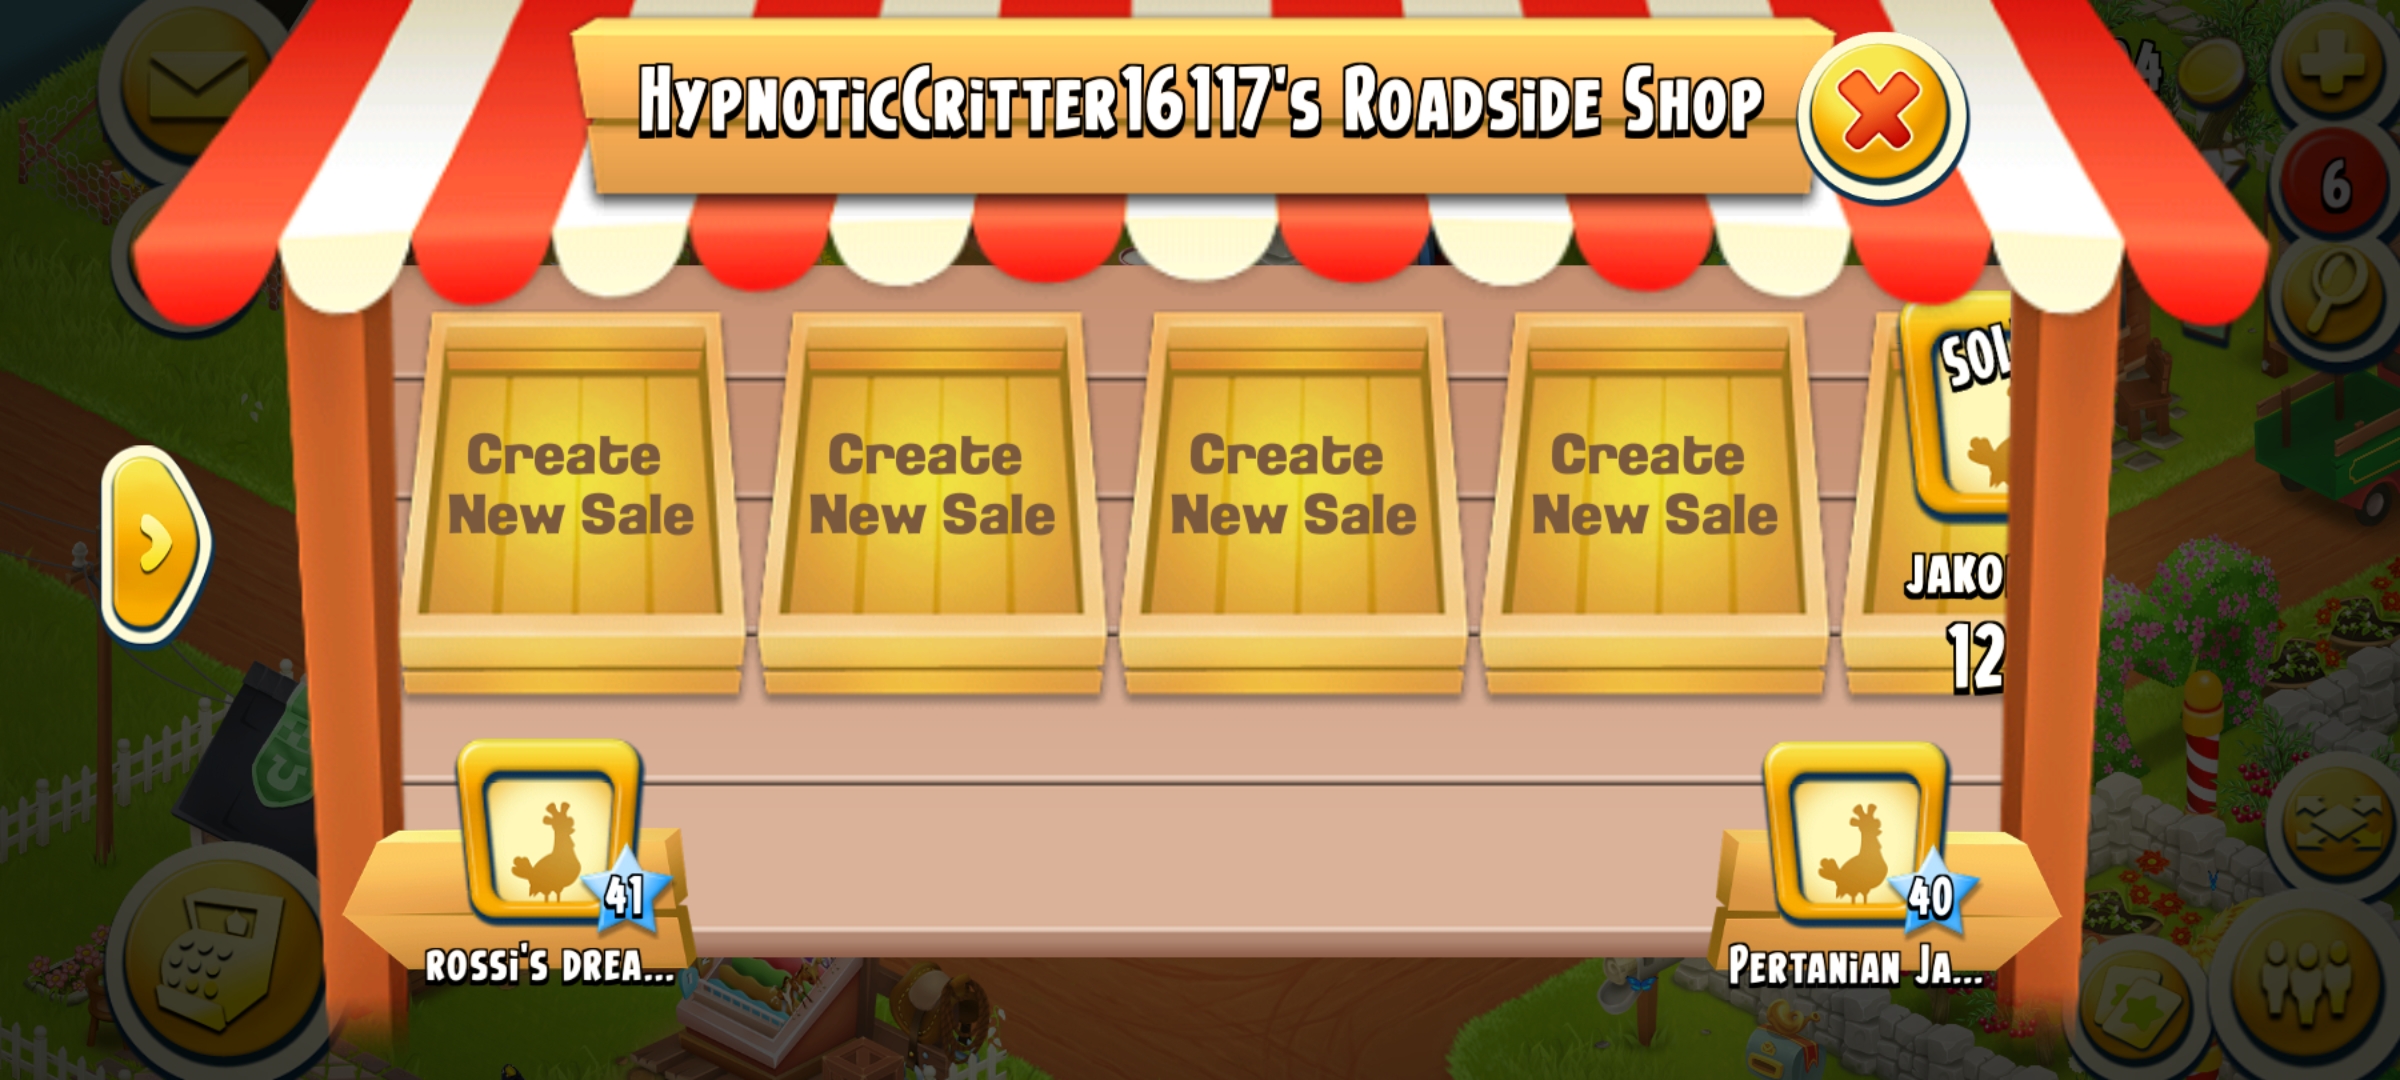 HYPNOTiCCRiTTER16117'S ROADSiDE SHOP
6
Create
New Sale
Create
New Sale
Create
New Sale
Create
New Sale
12
41
ROSSi'S DREA...
40
PERTANiAN JA...